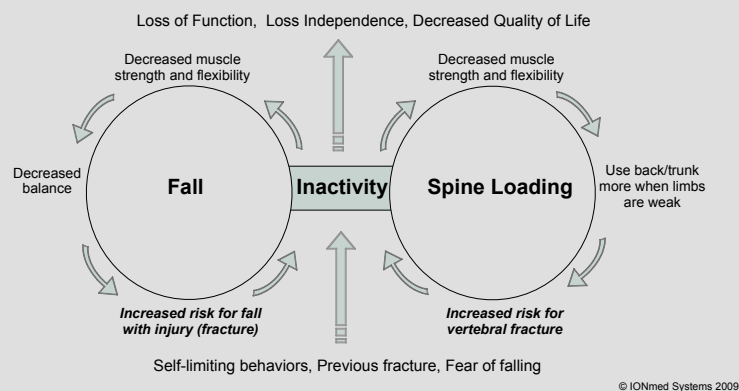 Loss of Function, Loss Independence, Decreased Quality of Life
Decreased muscle
strength and flexibility
Decreased muscle
strength and flexibility
Decreased
balance
Fall
Inactivity
Spine Loading
Use back/trunk
more when limbs
are weak
Increased risk for fall
with injury (fracture)
Increased risk for
vertebral fracture
Self-limiting behaviors, Previous fracture, Fear of falling
© IONmed Systems 2009